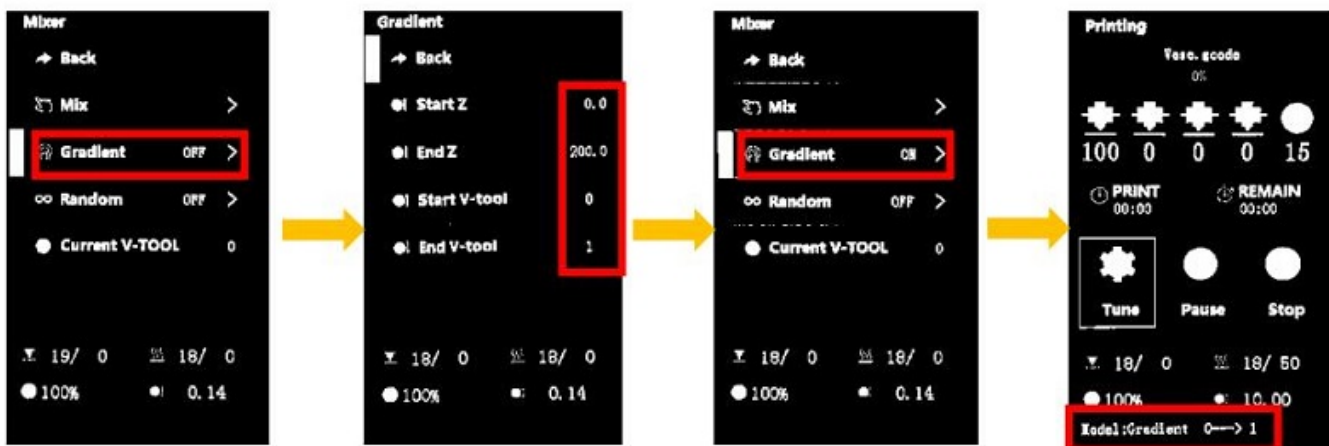 Mixer
Back
Mix >
Gradient OFF >
Random OFF >
Current V-TOOL 0
19/ 0 18/ 0
100% 0.14
Gradient
Back
Start Z 0.0
End Z 200.0
Start V-tool 0
End V-tool 1
18/ 0 18/ 0
100% 0.14
Mixer
Back
Mix >
Gradient ON >
Random OFF >
Current V-TOOL 0
18/ 0 18/ 0
100% 0.14
Printing
Vase.gcode
0%
100 0 0 0 15
PRINT REMAIN
00:00 00:00
Tune Pause Stop
18/ 0 18/ 50
100% 10.00
Model:Gradient 0---> 1